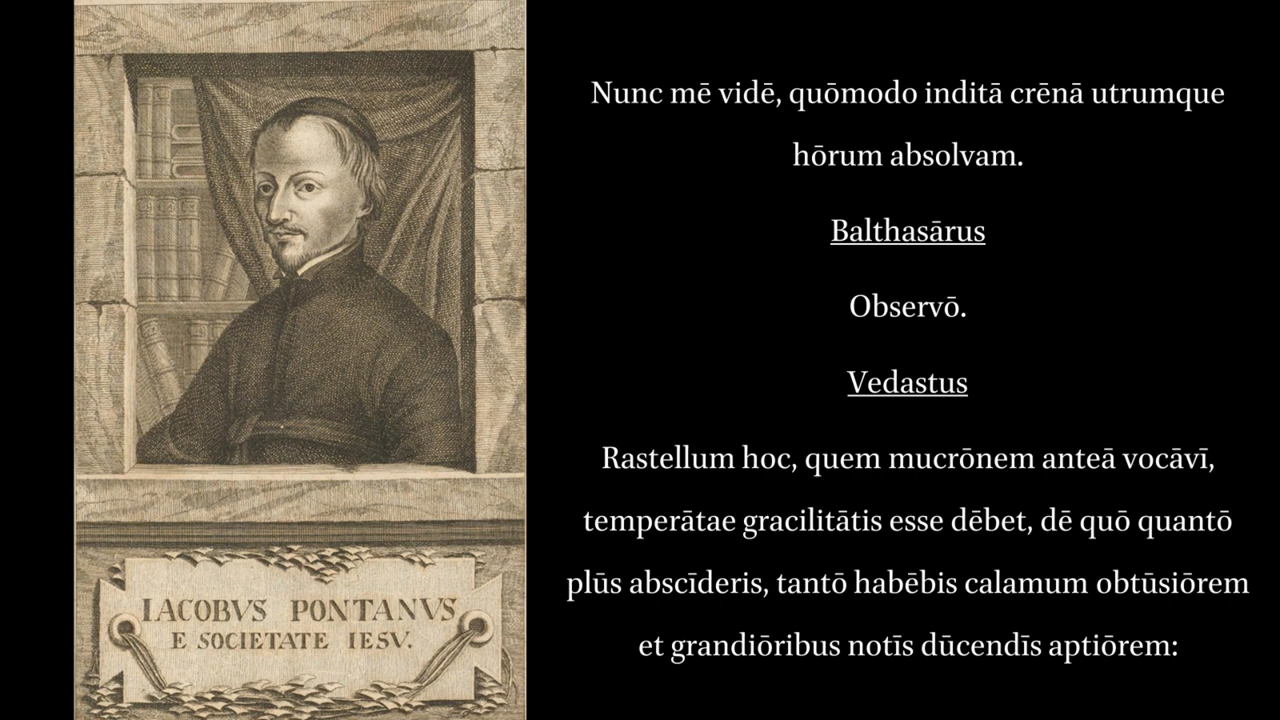 IACOBVS PONTANVS
E SOCIETATE IESV.
Nunc mē vidē, quōmodo inditā crēnā utrumque
hōrum absolvam.
Balthasārus
Observō.
Vedastus
Rastellum hoc, quem mucrōnem anteā vocāvī,
temperātae gracilitātis esse dēbet, dē quō quantō
plūs abscīderis, tantō habēbis calamum obtūsiōrem
et grandiōribus notīs dūcendīs aptiōrem: